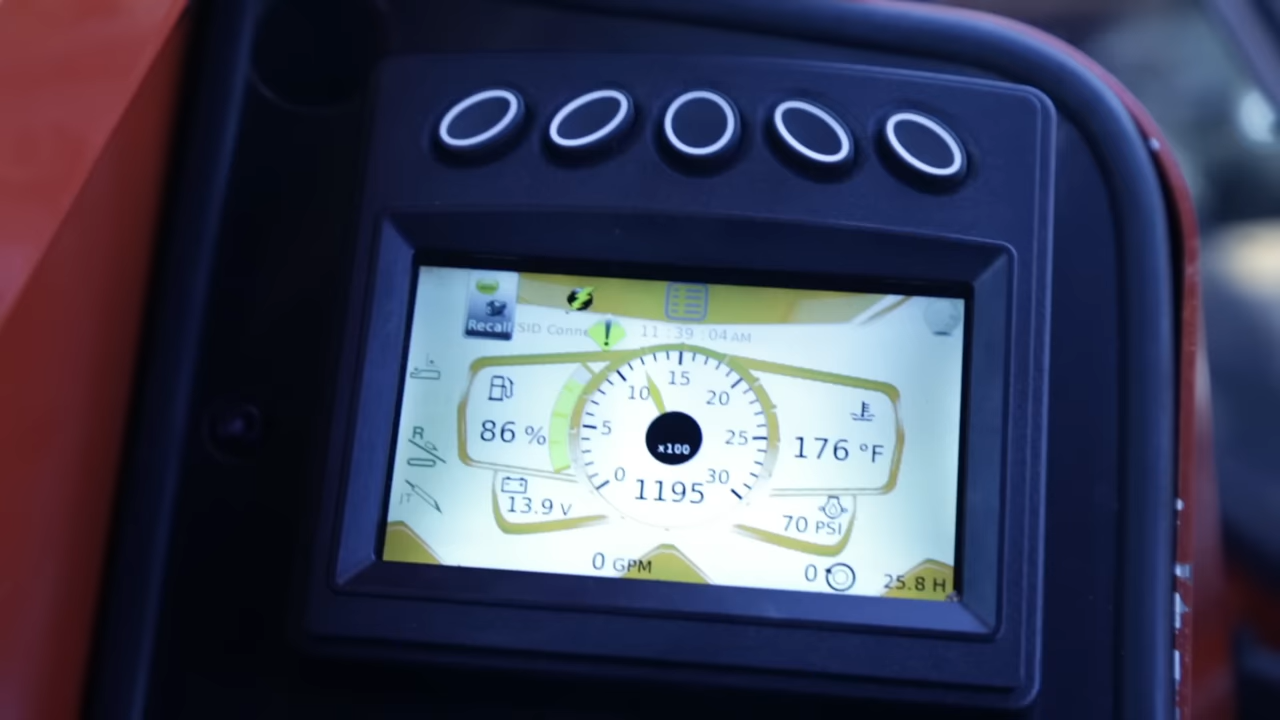 Recall
SID Conne
11:39:04 AM
15
10
20
5
25
0
30
x100
1195
86 %
176 °F
R
JT
13.9 V
70 PSI
0 GPM
0
25.8 H